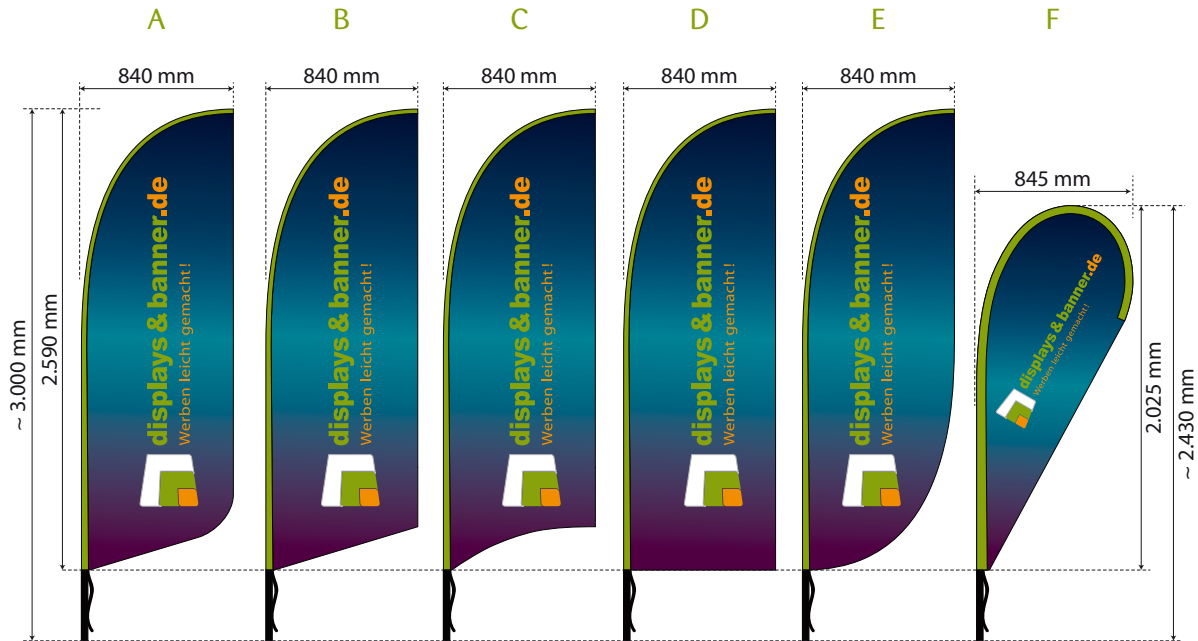 A
B
C
D
E
F
840 mm
840 mm
840 mm
840 mm
840 mm
845 mm
~ 3.000 mm
2.590 mm
displays & banner.de
Werben leicht gemacht!
displays & banner.de
Werben leicht gemacht!
displays & banner.de
Werben leicht gemacht!
displays & banner.de
Werben leicht gemacht!
displays & banner.de
Werben leicht gemacht!
displays & banner.de
Werben leicht gemacht!
2.025 mm
~ 2.430 mm